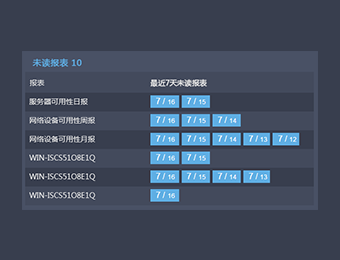 未读报表 10
报表 最近7天未读报表
服务器可用性日报 7 / 16 7 / 15
网络设备可用性周报 7 / 16 7 / 15 7 / 14
网络设备可用性月报 7 / 16 7 / 15 7 / 14 7 / 13 7 / 12
WIN-ISCS51O8E1Q 7 / 16 7 / 15
WIN-ISCS51O8E1Q 7 / 16 7 / 15 7 / 14 7 / 13
WIN-ISCS51O8E1Q 7 / 16